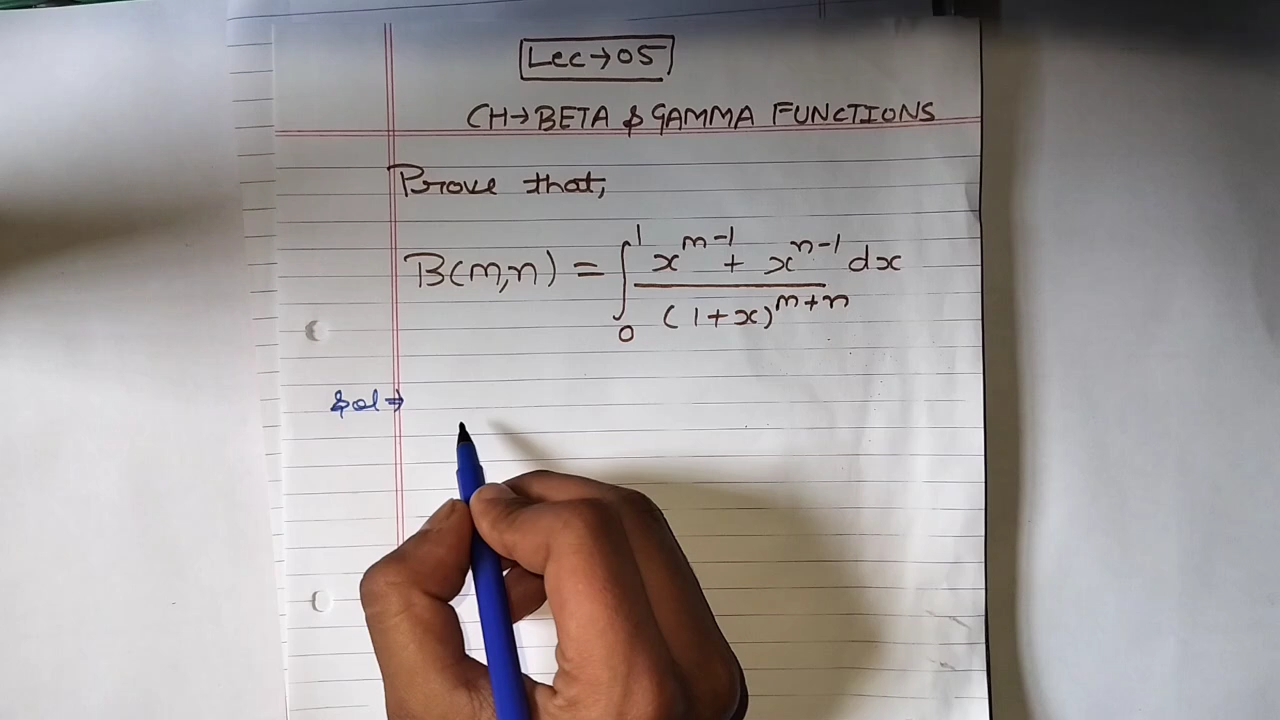 Lec→05
CH→BETA & GAMMA FUNCTIONS
Prove that,
B(m,n) = ∫₀¹ (x^{m-1} + x^{n-1})/(1+x)^{m+n} dx
Sol⇒